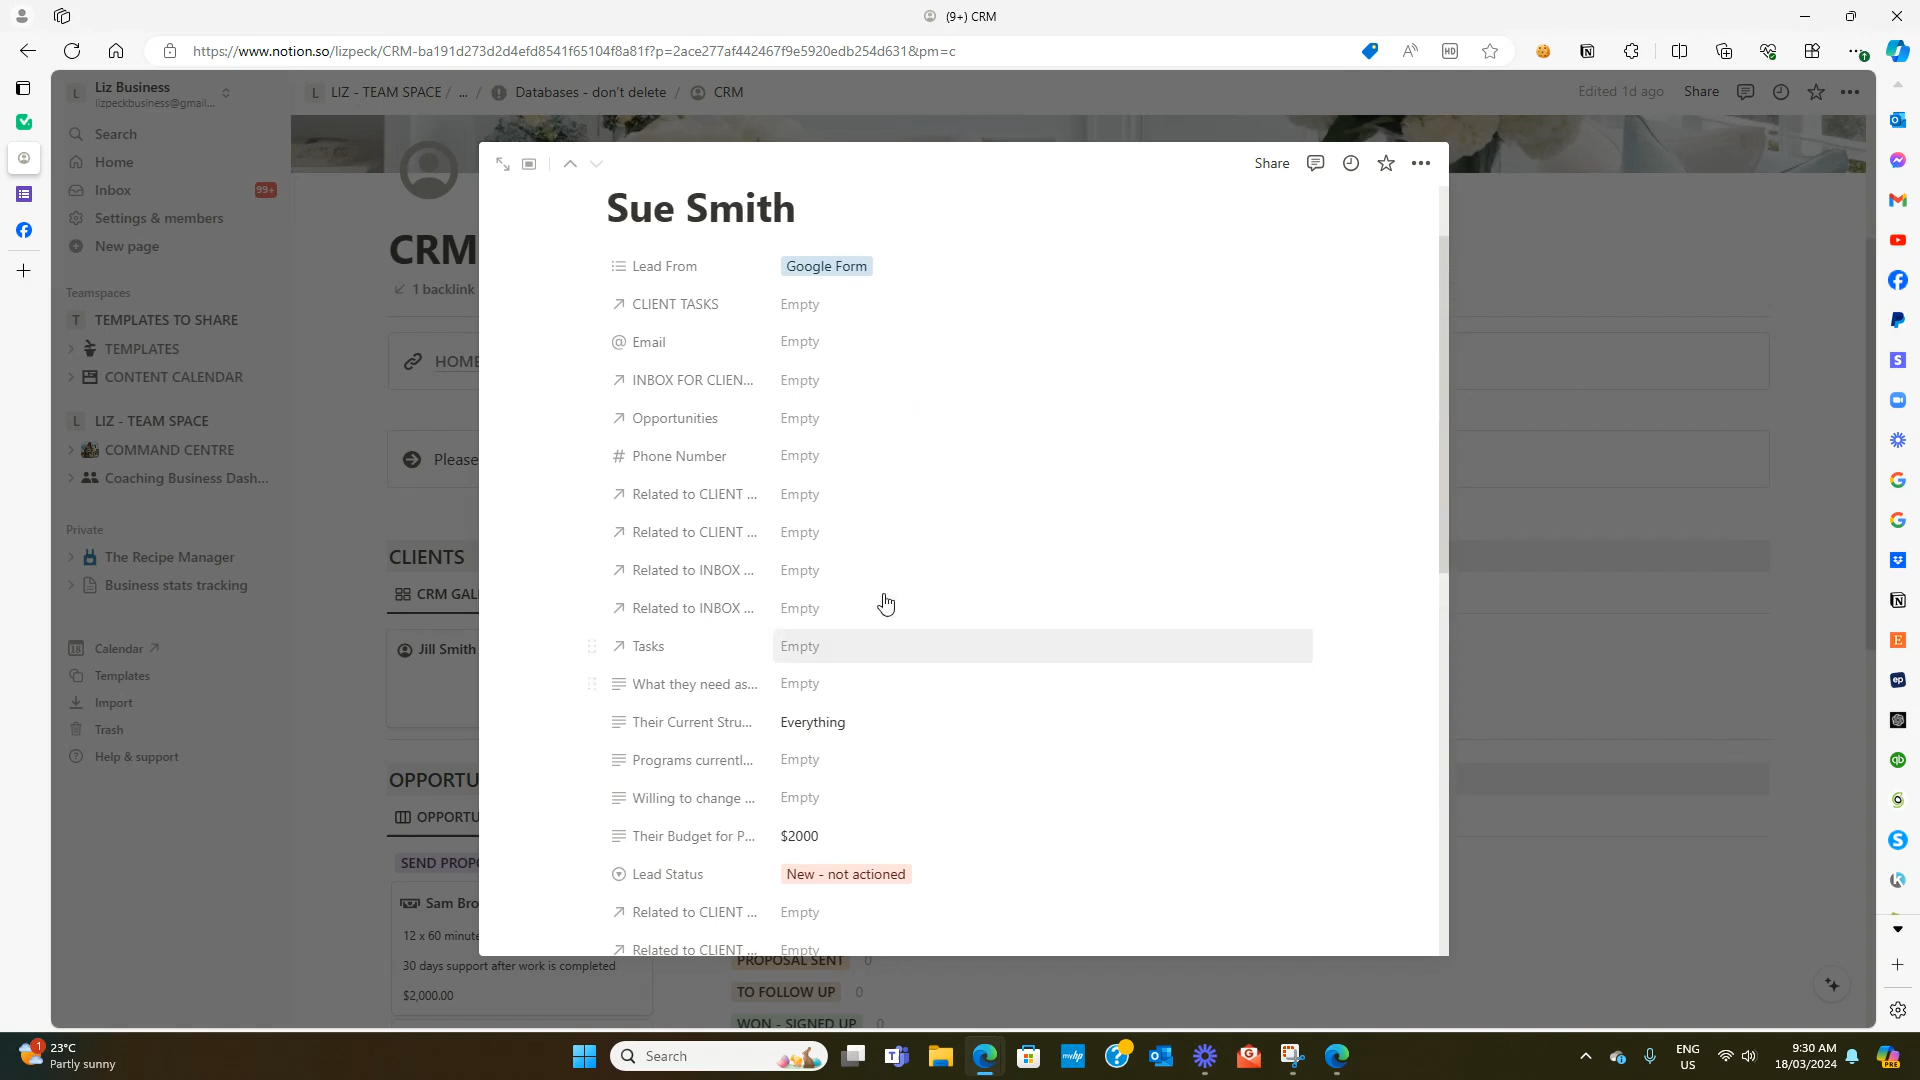 (9+) CRM
https://www.notion.so/lizpeck/CRM-ba191d273d2d4efd8541f65104f8a81f?p=2ace277af442467f9e5920edb254d631&pm=c
L Liz Business
lizpeckbusiness@gmail...
L LIZ - TEAM SPACE / ... / Databases - don't delete / CRM
Edited 1d ago Share
Search
Home
Inbox 99+
Settings & members
New page
Teamspaces
T TEMPLATES TO SHARE
TEMPLATES
CONTENT CALENDAR
L LIZ - TEAM SPACE
COMMAND CENTRE
Coaching Business Dash...
Private
The Recipe Manager
Business stats tracking
Calendar
Templates
Import
Trash
Help & support
CRM
1 backlink
HOME
Please
CLIENTS
CRM GAL
Jill Smith
OPPORTU
OPPORTU
SEND PROP
Sam Bro
12 x 60 minute
30 days support after work is completed
$2,000.00
PROPOSAL SENT 0
TO FOLLOW UP 0
WON - SIGNED UP 0
Share
Sue Smith
Lead From Google Form
CLIENT TASKS Empty
Email Empty
INBOX FOR CLIEN... Empty
Opportunities Empty
Phone Number Empty
Related to CLIENT ... Empty
Related to CLIENT ... Empty
Related to INBOX ... Empty
Related to INBOX ... Empty
Tasks Empty
What they need as... Empty
Their Current Stru... Everything
Programs currentl... Empty
Willing to change ... Empty
Their Budget for P... $2000
Lead Status New - not actioned
Related to CLIENT ... Empty
Related to CLIENT ... Empty
23°C
Partly sunny
Search
ENG
US
9:30 AM
18/03/2024